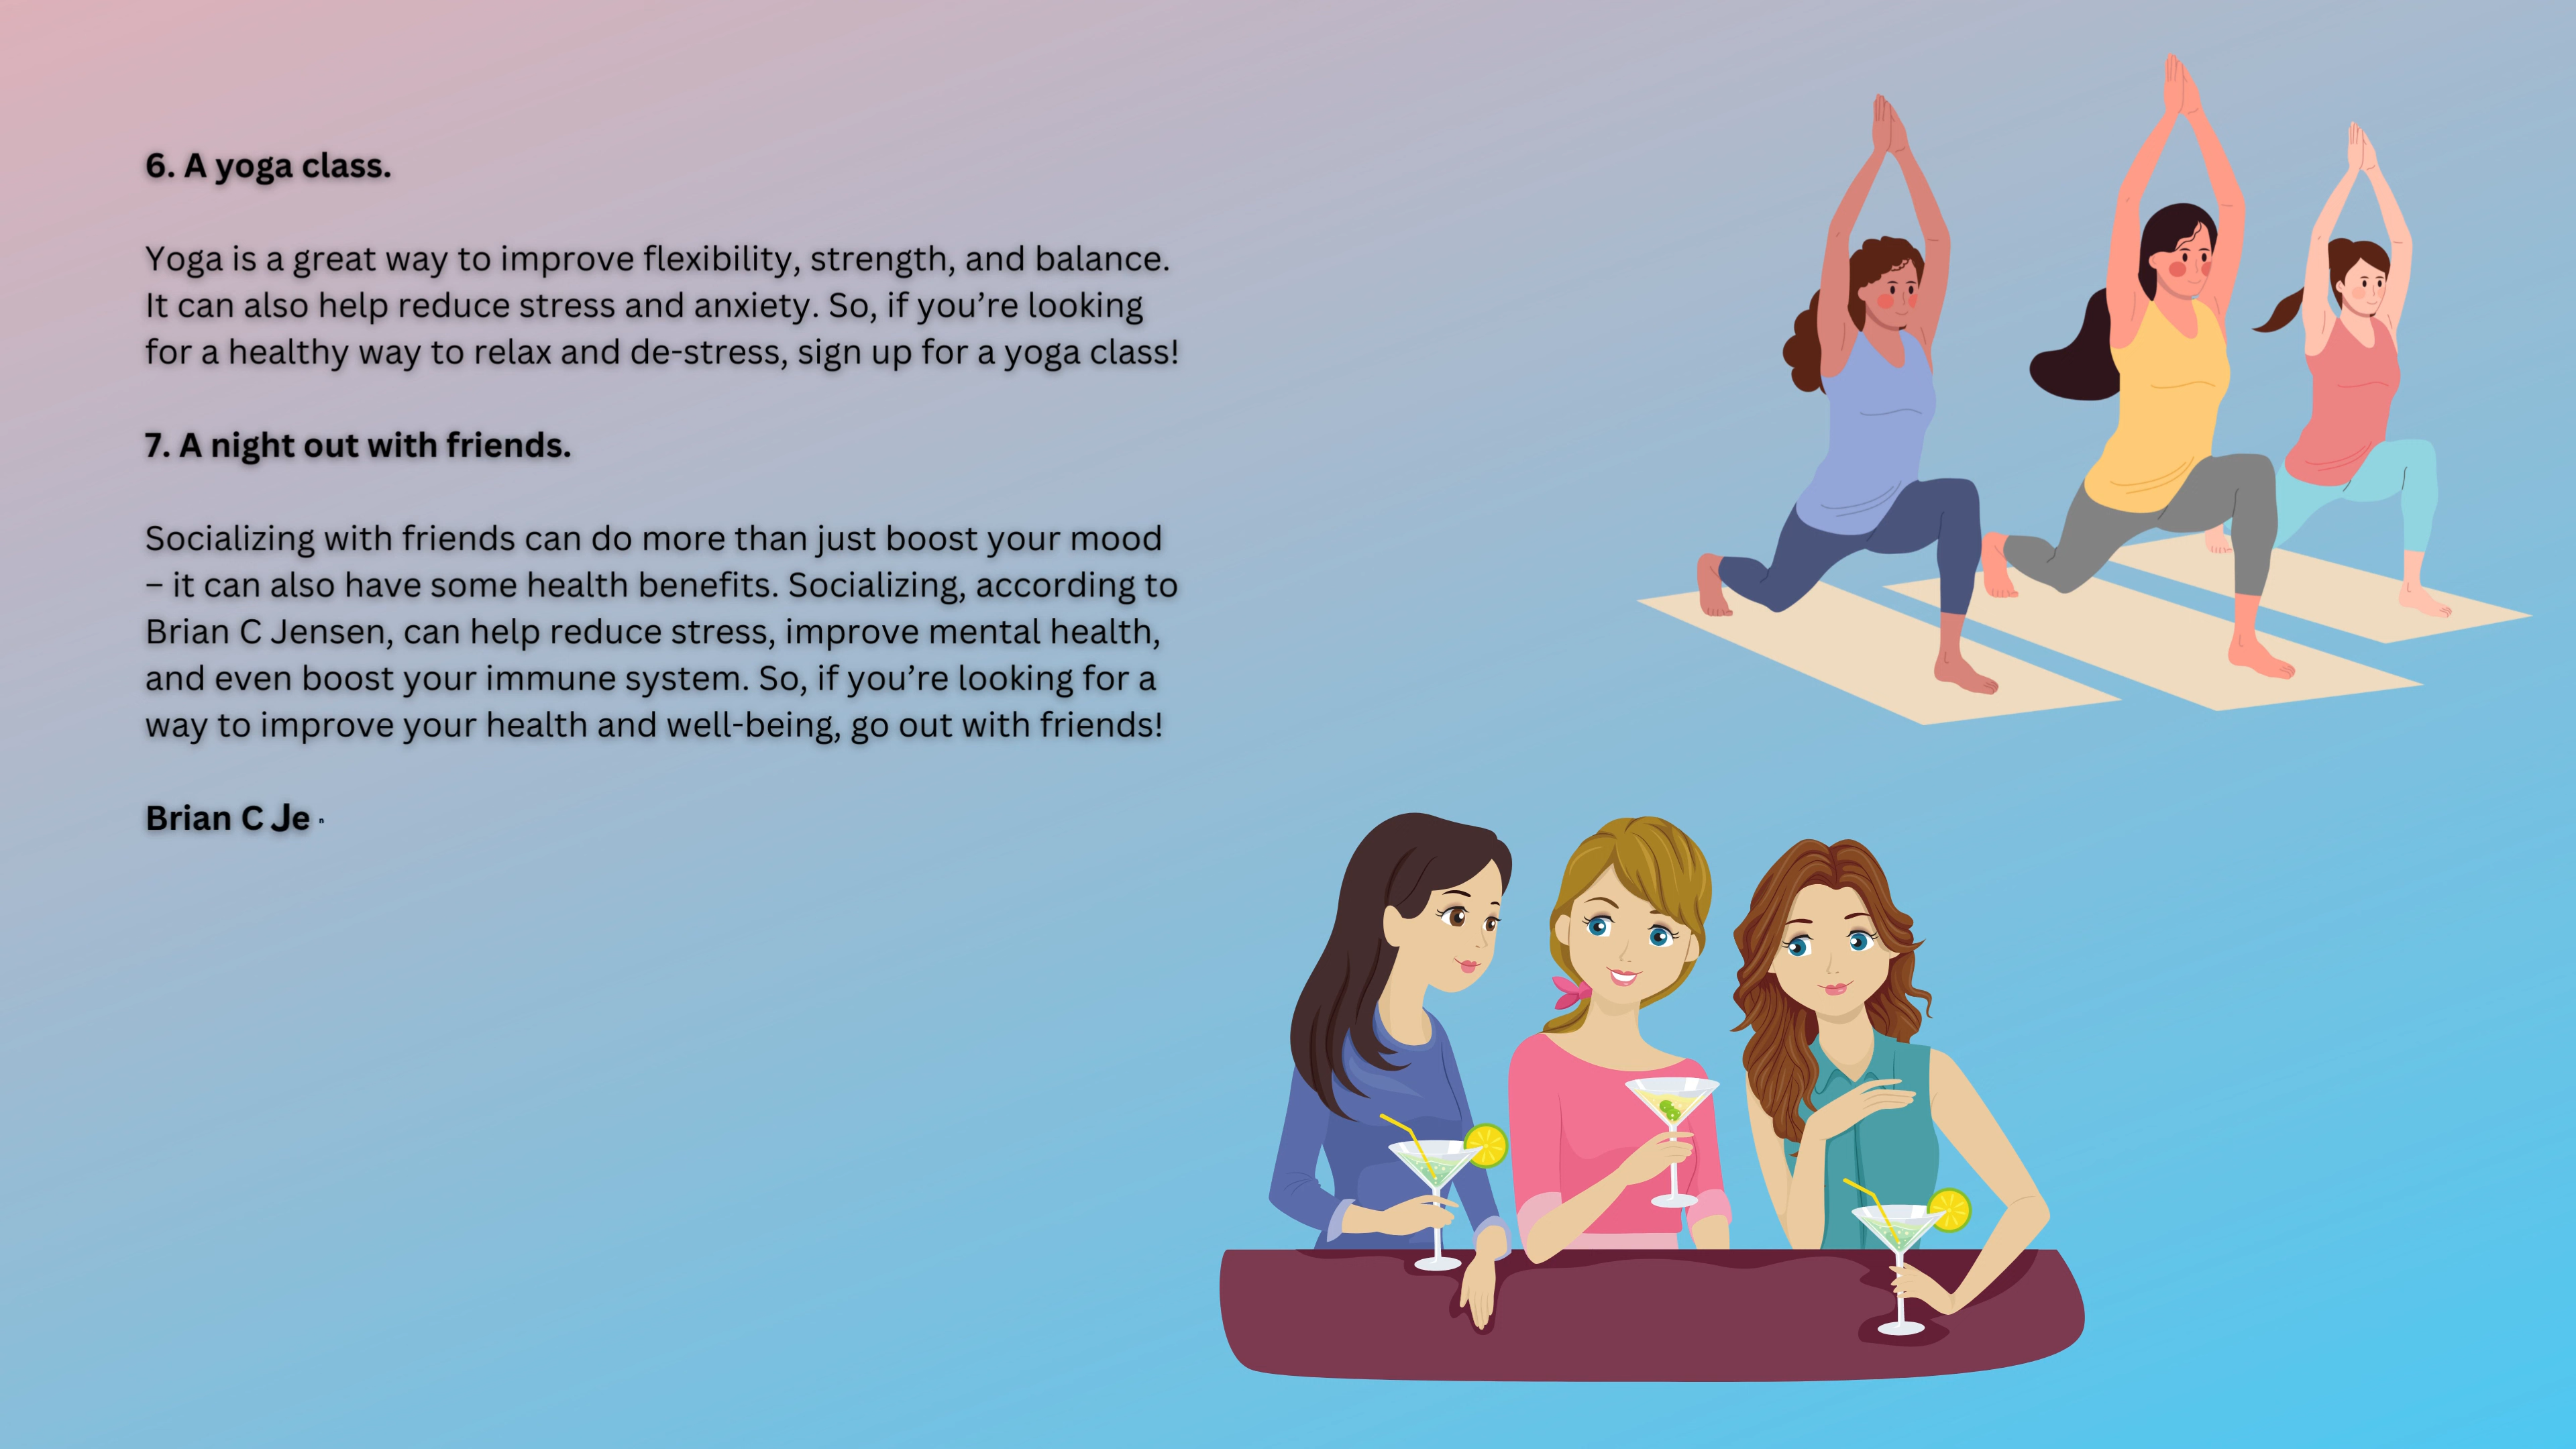 6. A yoga class.
Yoga is a great way to improve flexibility, strength, and balance.
It can also help reduce stress and anxiety. So, if you’re looking
for a healthy way to relax and de-stress, sign up for a yoga class!
7. A night out with friends.
Socializing with friends can do more than just boost your mood
– it can also have some health benefits. Socializing, according to
Brian C Jensen, can help reduce stress, improve mental health,
and even boost your immune system. So, if you’re looking for a
way to improve your health and well-being, go out with friends!
Brian C Je n